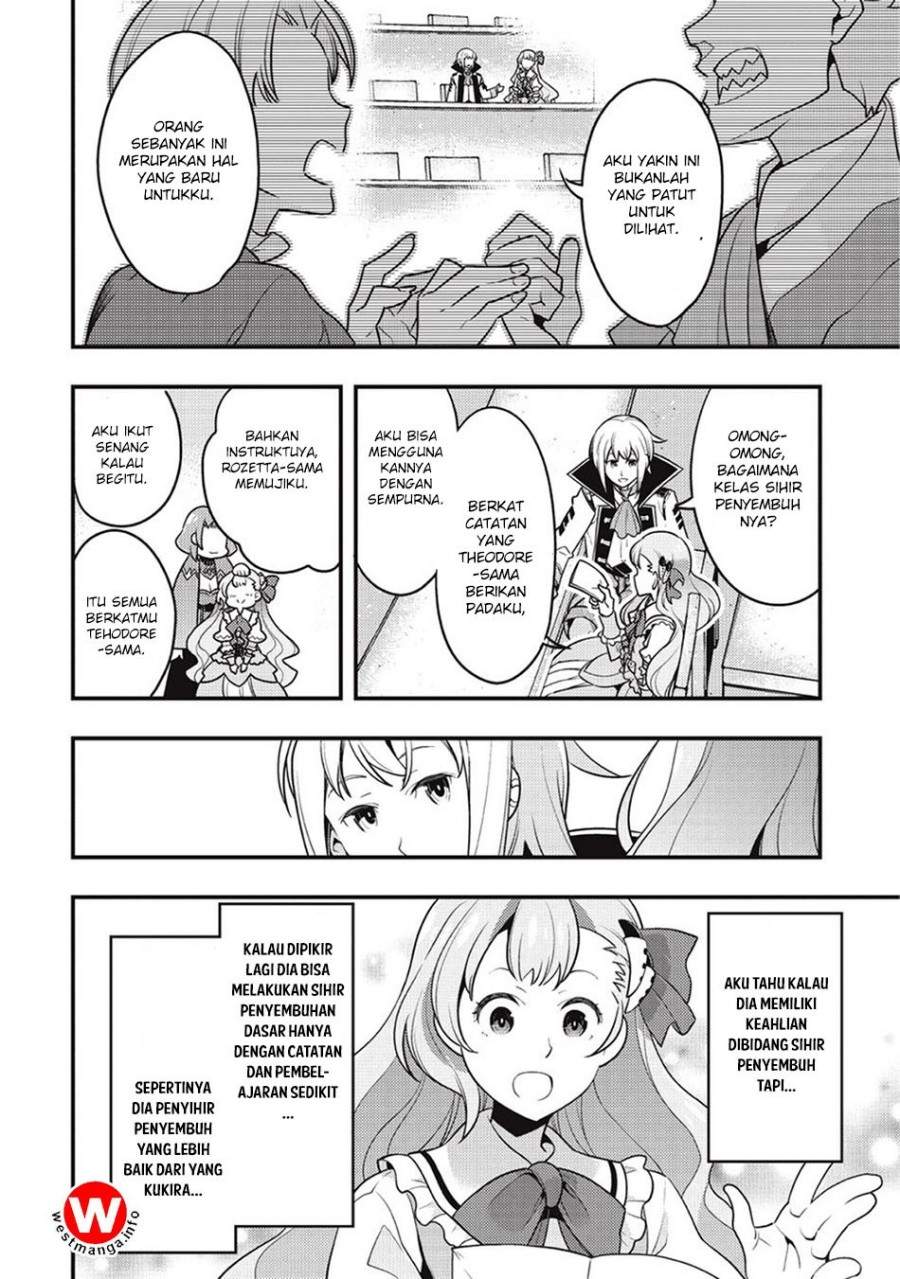 AKU YAKIN INI
BUKANLAH
YANG PATUT
UNTUK
DILIHAT.
ORANG
SEBANYAK INI
MERUPAKAN HAL
YANG BARU
UNTUKKU.
OMONG-
OMONG,
BAGAIMANA
KELAS SIHIR
PENYEMBUH
NYA?
BERKAT
CATATAN
YANG
THEODORE
-SAMA
BERIKAN
PADAKU,
AKU BISA
MENGGUNA
KANNYA
DENGAN
SEMPURNA.
BAHKAN
INSTRUKTUYA,
ROZETTA-SAMA
MEMUJIKU.
AKU IKUT
SENANG
KALAU
BEGITU.
ITU SEMUA
BERKATMU
TEHODORE
-SAMA.
AKU TAHU KALAU
DIA MEMILIKI
KEAHLIAN
DIBIDANG SIHIR
PENYEMBUH
TAPI...
KALAU DIPIKIR
LAGI DIA BISA
MELAKUKAN SIHIR
PENYEMBUHAN
DASAR HANYA
DENGAN CATATAN
DAN PEMBEL-
AJARAN SEDIKIT
...
SEPERTINYA
DIA PENYIHIR
PENYEMBUH
YANG LEBIH
BAIK DARI YANG
KUKIRA...
W
westmanga.info